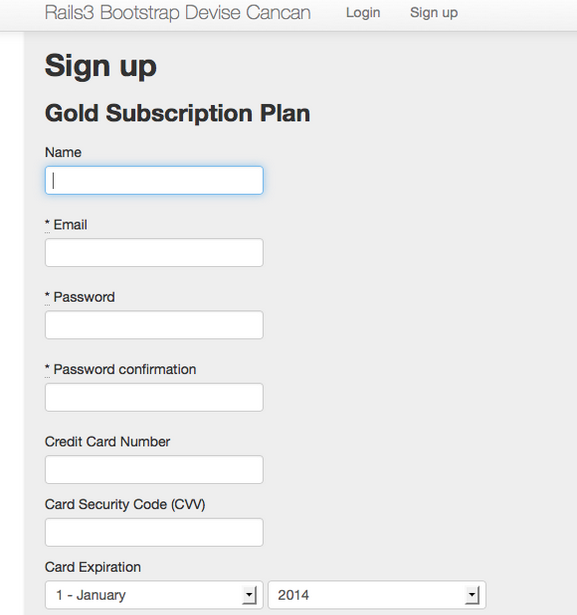 Rails3 Bootstrap Devise Cancan Login Sign up
Sign up
Gold Subscription Plan
Name
* Email
* Password
* Password confirmation
Credit Card Number
Card Security Code (CVV)
Card Expiration
1 - January 2014